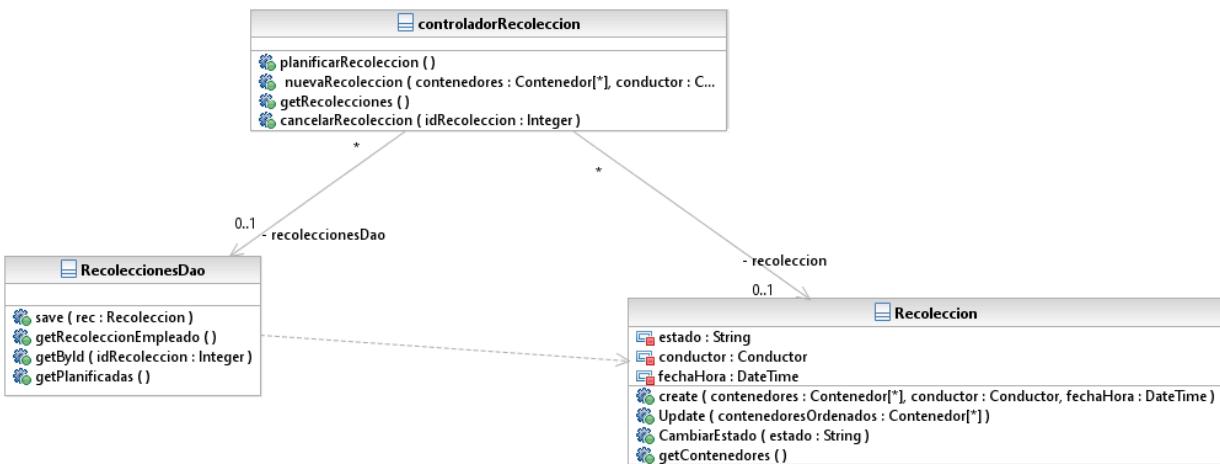 controladorRecoleccion
planificarRecoleccion ( )
nuevaRecoleccion ( contenedores : Contenedor[*], conductor : C...
getRecolecciones ( )
cancelarRecoleccion ( idRecoleccion : Integer )
*
*
0..1
- recoleccionesDao
- recoleccion
0..1
RecoleccionesDao
save ( rec : Recoleccion )
getRecoleccionEmpleado ( )
getById ( idRecoleccion : Integer )
getPlanificadas ( )
Recoleccion
estado : String
conductor : Conductor
fechaHora : DateTime
create ( contenedores : Contenedor[*], conductor : Conductor, fechaHora : DateTime )
Update ( contenedoresOrdenados : Contenedor[*] )
CambiarEstado ( estado : String )
getContenedores ( )